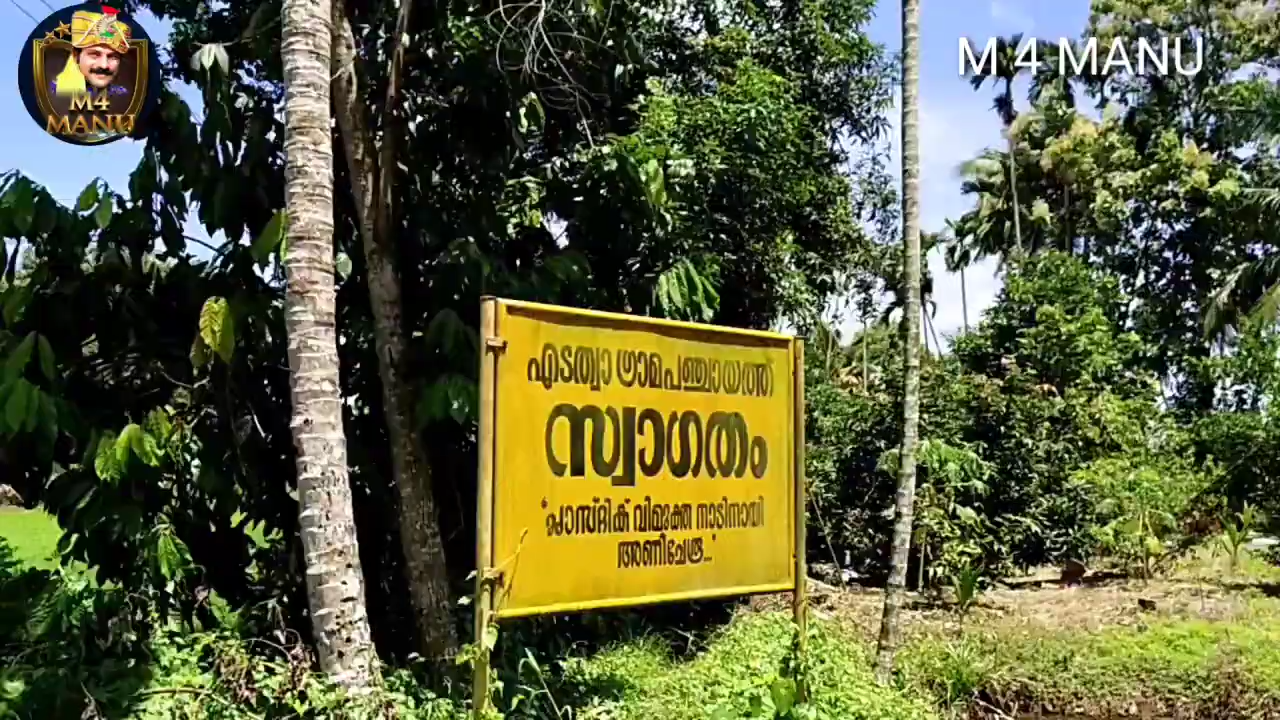 M4
MANU
M 4 MANU
എടത്വാ ഗ്രാമപഞ്ചായത്ത്
സ്വാഗതം
"പ്ലാസ്റ്റിക് വിമുക്ത നാടിനായി
അണിചേരൂ..."